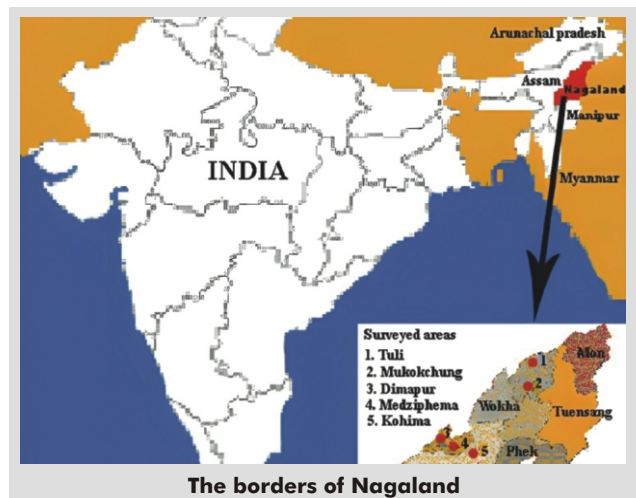 Arunachal pradesh
Assam
Nagaland
Manipur
INDIA
Myanmar
Surveyed areas
1. Tuli
2. Mukokchung
3. Dimapur
4. Medziphema
5. Kohima
Mon
1
2
Wokha
Tuensang
3
4
5
Phek
The borders of Nagaland